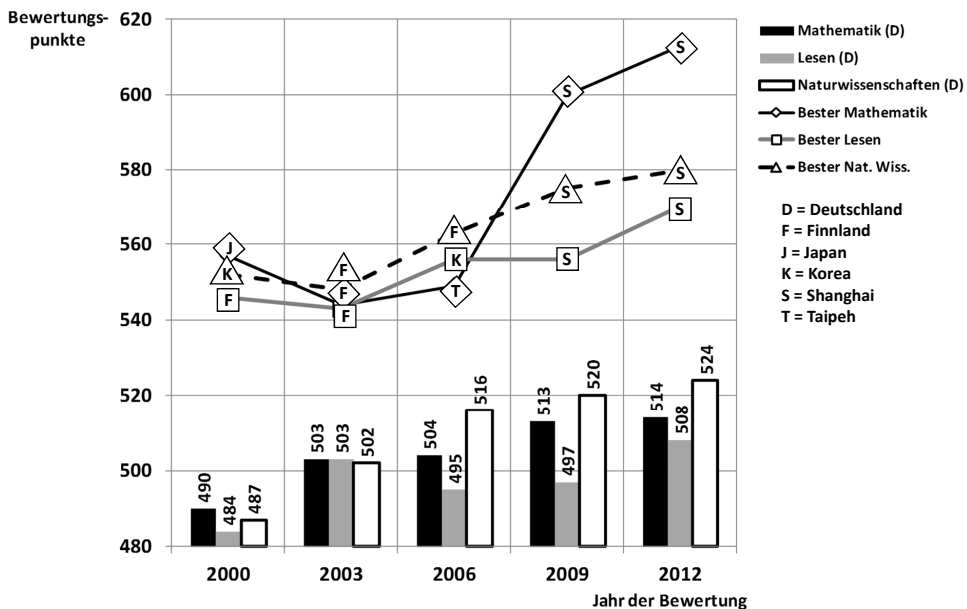 Bewertungs-
punkte
620
600
580
560
540
520
500
480
J
K
F
F
F
F
F
K
T
S
S
S
S
S
S
490
484
487
503
503
502
504
495
516
513
497
520
514
508
524
2000
2003
2006
2009
2012
Jahr der Bewertung
Mathematik (D)
Lesen (D)
Naturwissenschaften (D)
Bester Mathematik
Bester Lesen
Bester Nat. Wiss.
D = Deutschland
F = Finnland
J = Japan
K = Korea
S = Shanghai
T = Taipeh